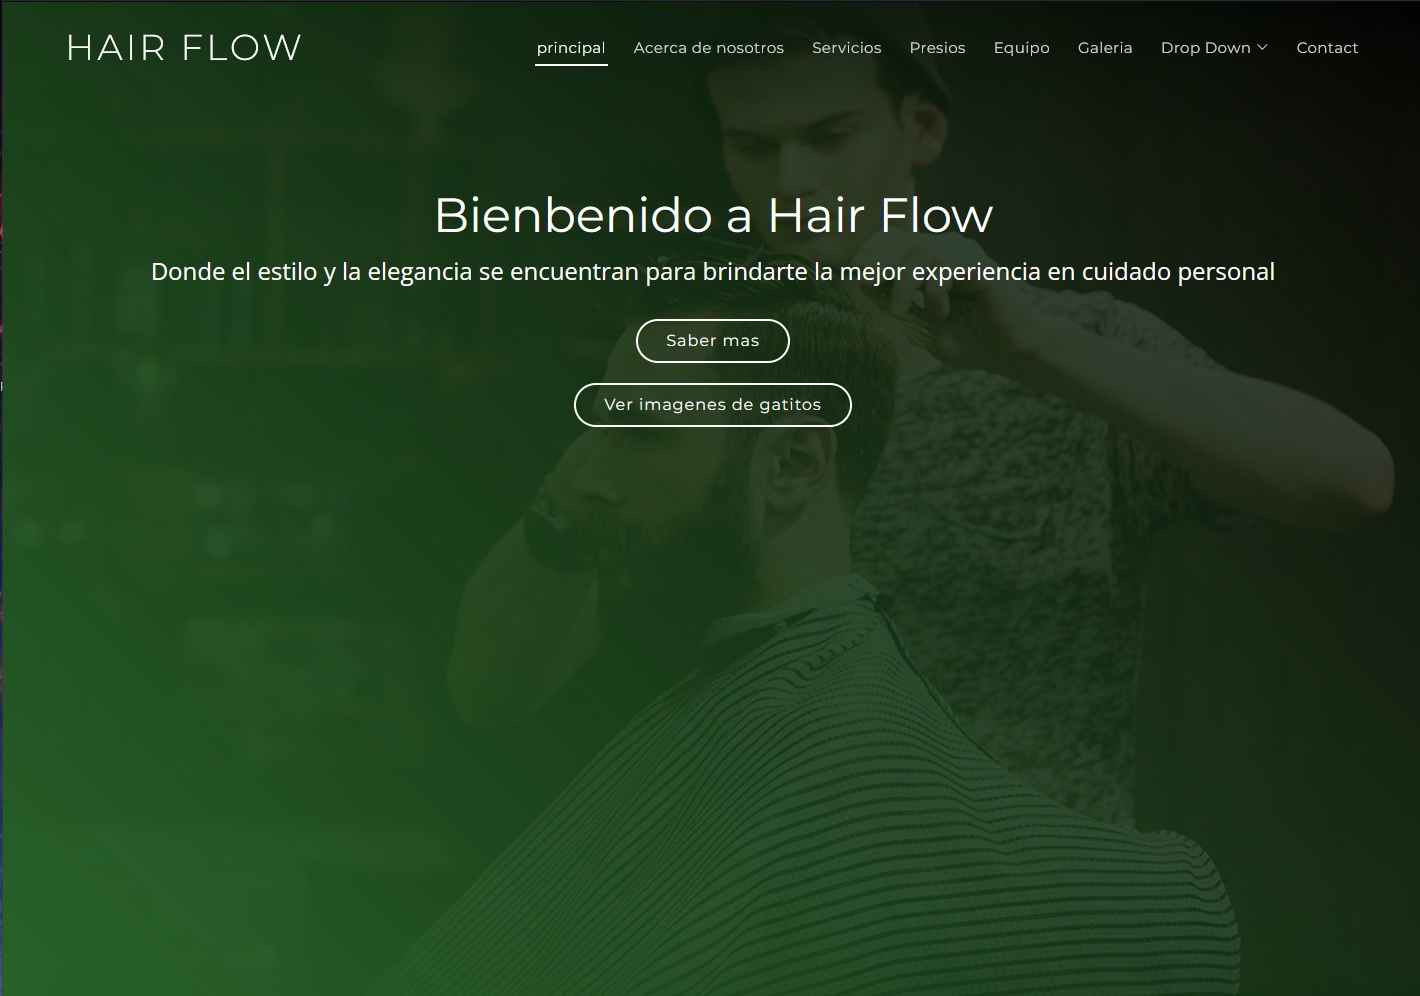 HAIR FLOW
principal Acerca de nosotros Servicios Presios Equipo Galeria Drop Down Contact
Bienbenido a Hair Flow
Donde el estilo y la elegancia se encuentran para brindarte la mejor experiencia en cuidado personal
Saber mas
Ver imagenes de gatitos